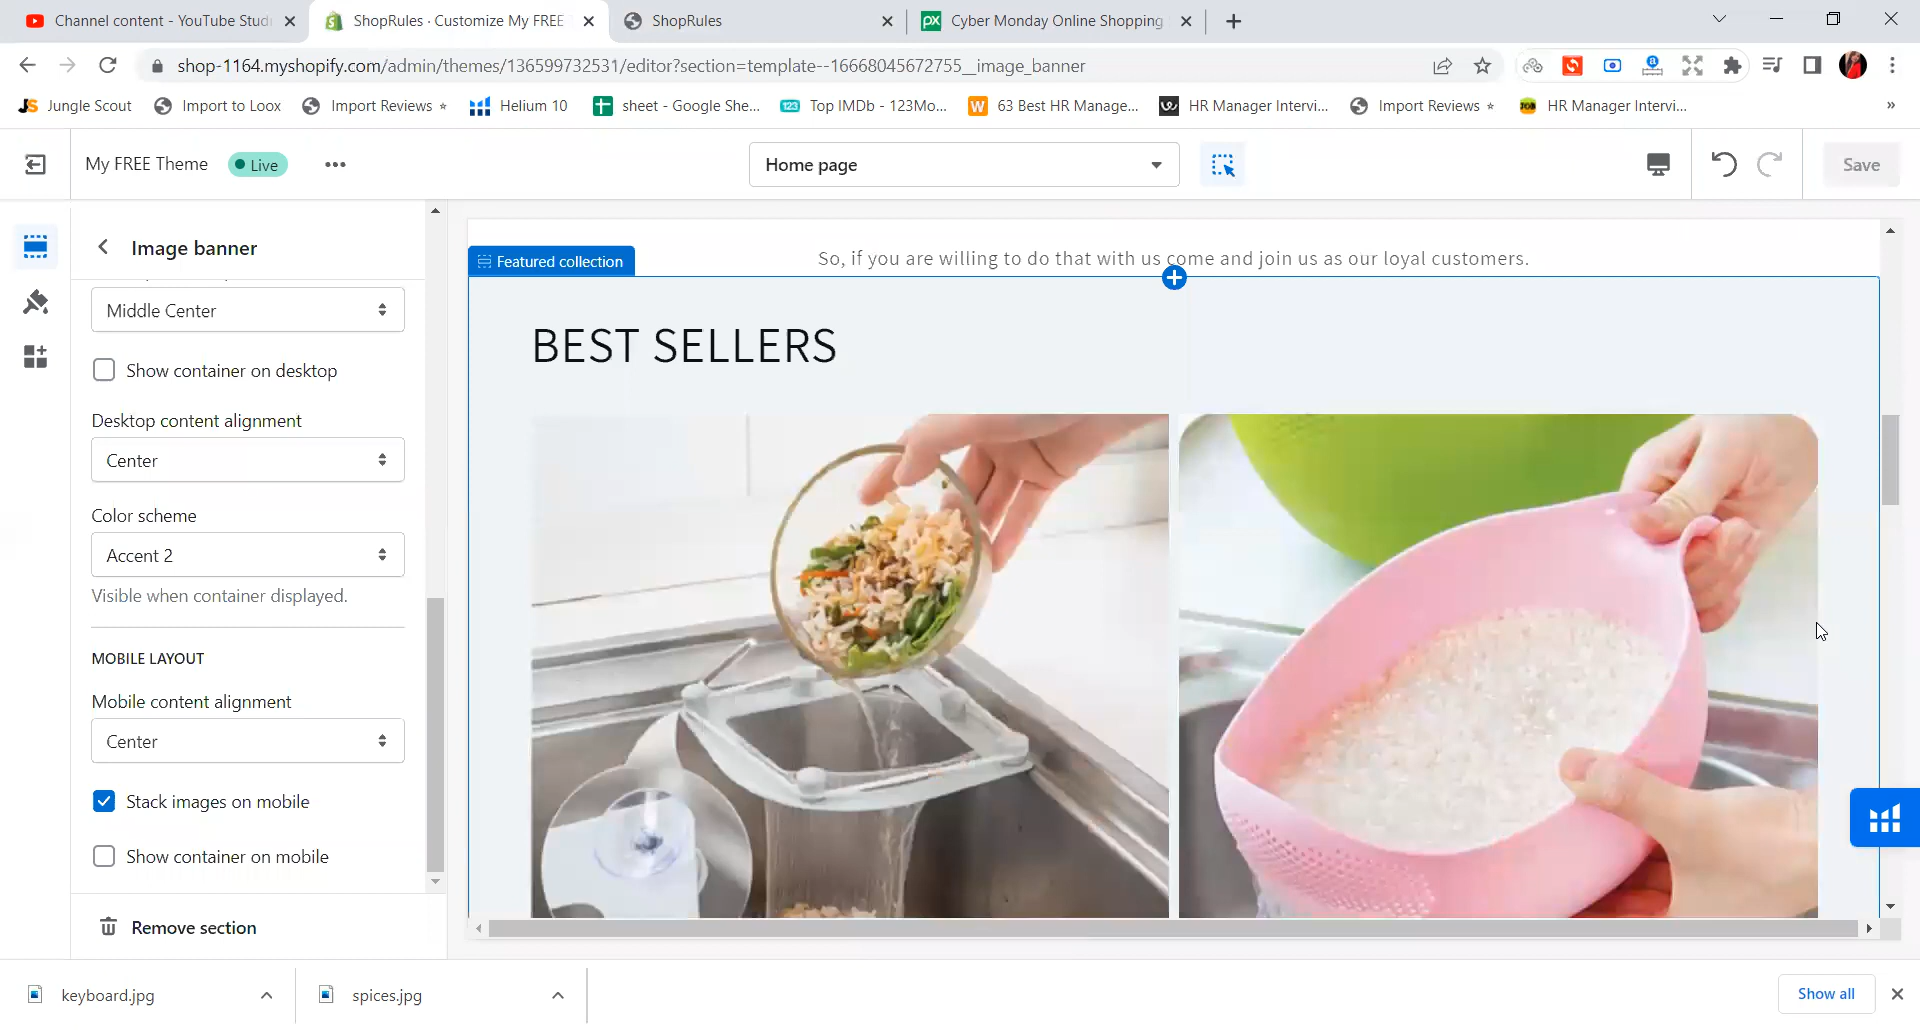 Channel content - YouTube Stud
ShopRules · Customize My FREE
ShopRules
Cyber Monday Online Shopping
shop-1164.myshopify.com/admin/themes/136599732531/editor?section=template--16668045672755__image_banner
Jungle Scout
Import to Loox
Import Reviews
Helium 10
sheet - Google She...
Top IMDb - 123Mo...
63 Best HR Manage...
HR Manager Intervi...
Import Reviews
HR Manager Intervi...
»
My FREE Theme
Live
Home page
Save
Image banner
Middle Center
Show container on desktop
Desktop content alignment
Center
Color scheme
Accent 2
Visible when container displayed.
MOBILE LAYOUT
Mobile content alignment
Center
Stack images on mobile
Show container on mobile
Remove section
So, if you are willing to do that with us come and join us as our loyal customers.
Featured collection
BEST SELLERS
keyboard.jpg
spices.jpg
Show all